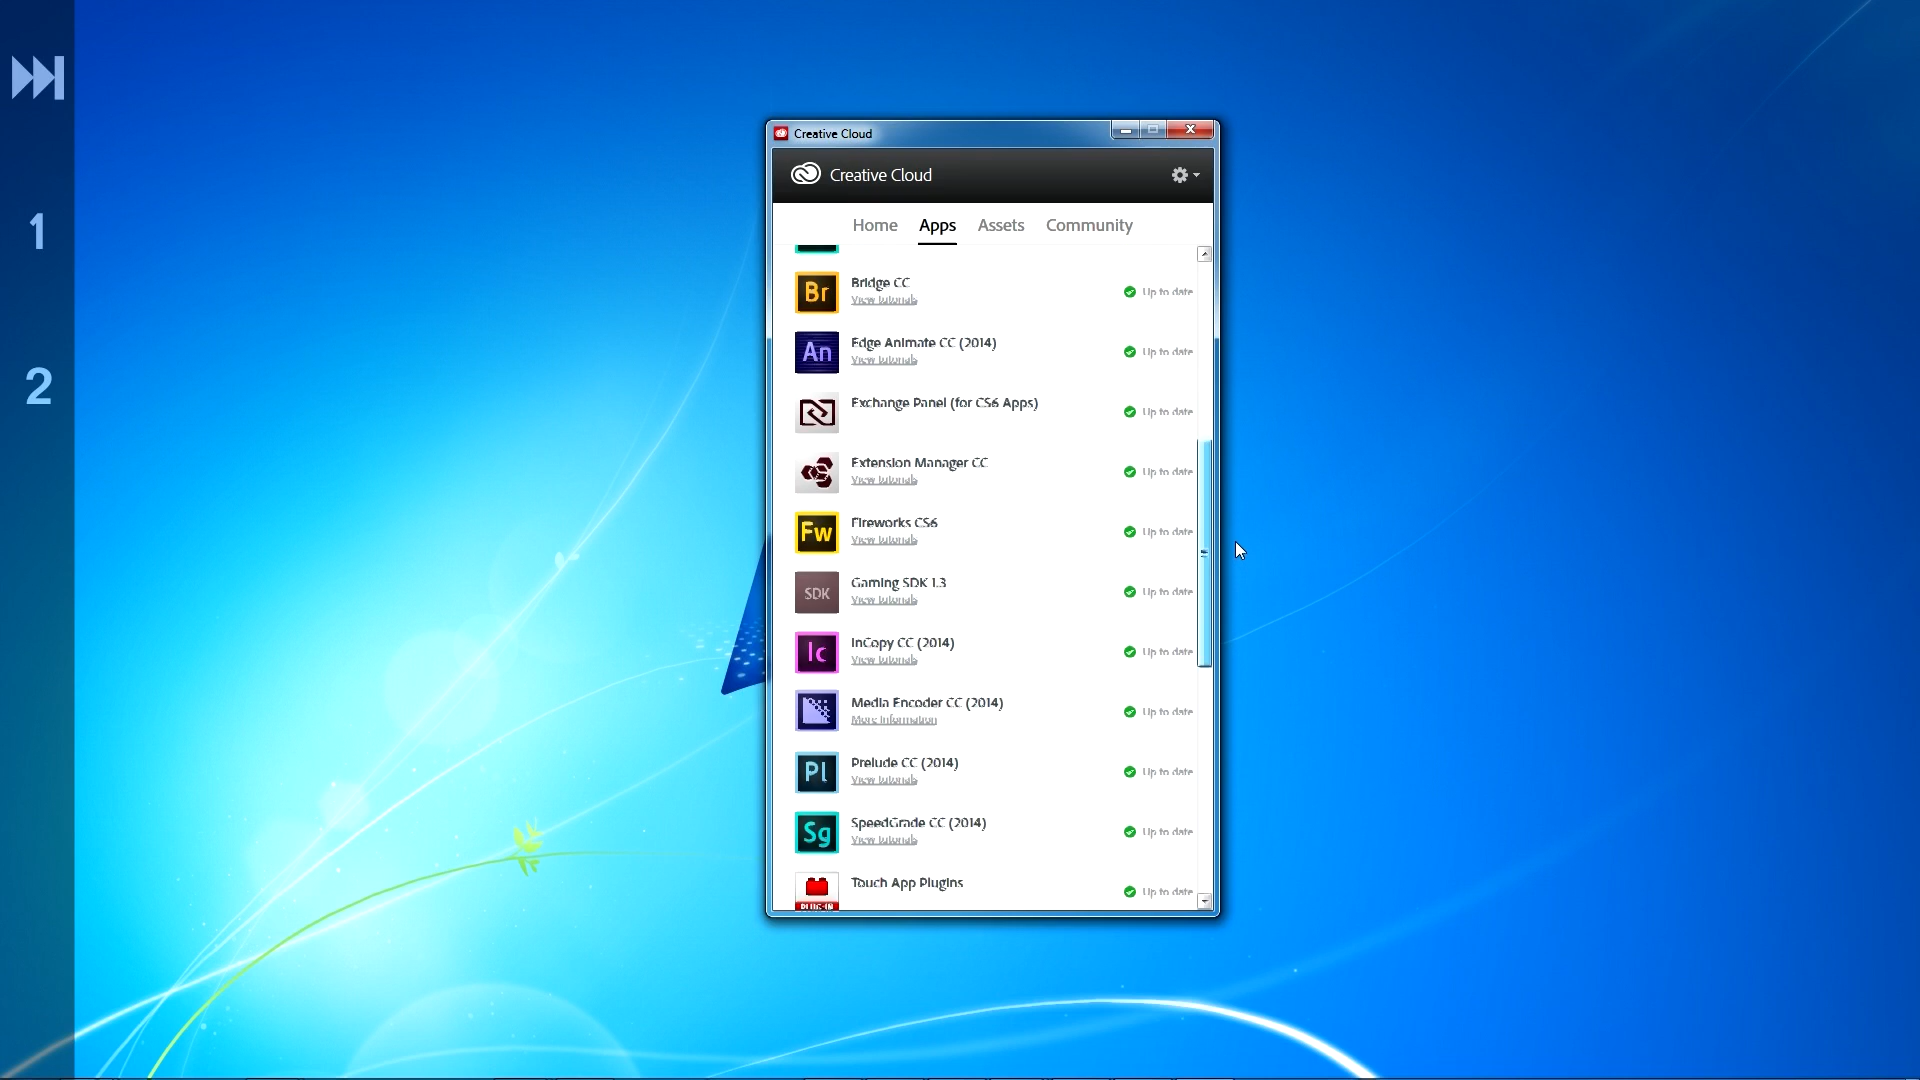 Creative Cloud
Creative Cloud
Home Apps Assets Community
1
2
Br
Bridge CC
View tutorials
Up to date
An
Edge Animate CC (2014)
View tutorials
Up to date
Exchange Panel (for CS6 Apps)
Up to date
Extension Manager CC
View tutorials
Up to date
Fw
Fireworks CS6
View tutorials
Up to date
SDK
Gaming SDK 1.3
View tutorials
Up to date
Ic
InCopy CC (2014)
View tutorials
Up to date
Media Encoder CC (2014)
More Information
Up to date
Pl
Prelude CC (2014)
View tutorials
Up to date
Sg
SpeedGrade CC (2014)
View tutorials
Up to date
Touch App Plugins
PLUG-IN
Up to date